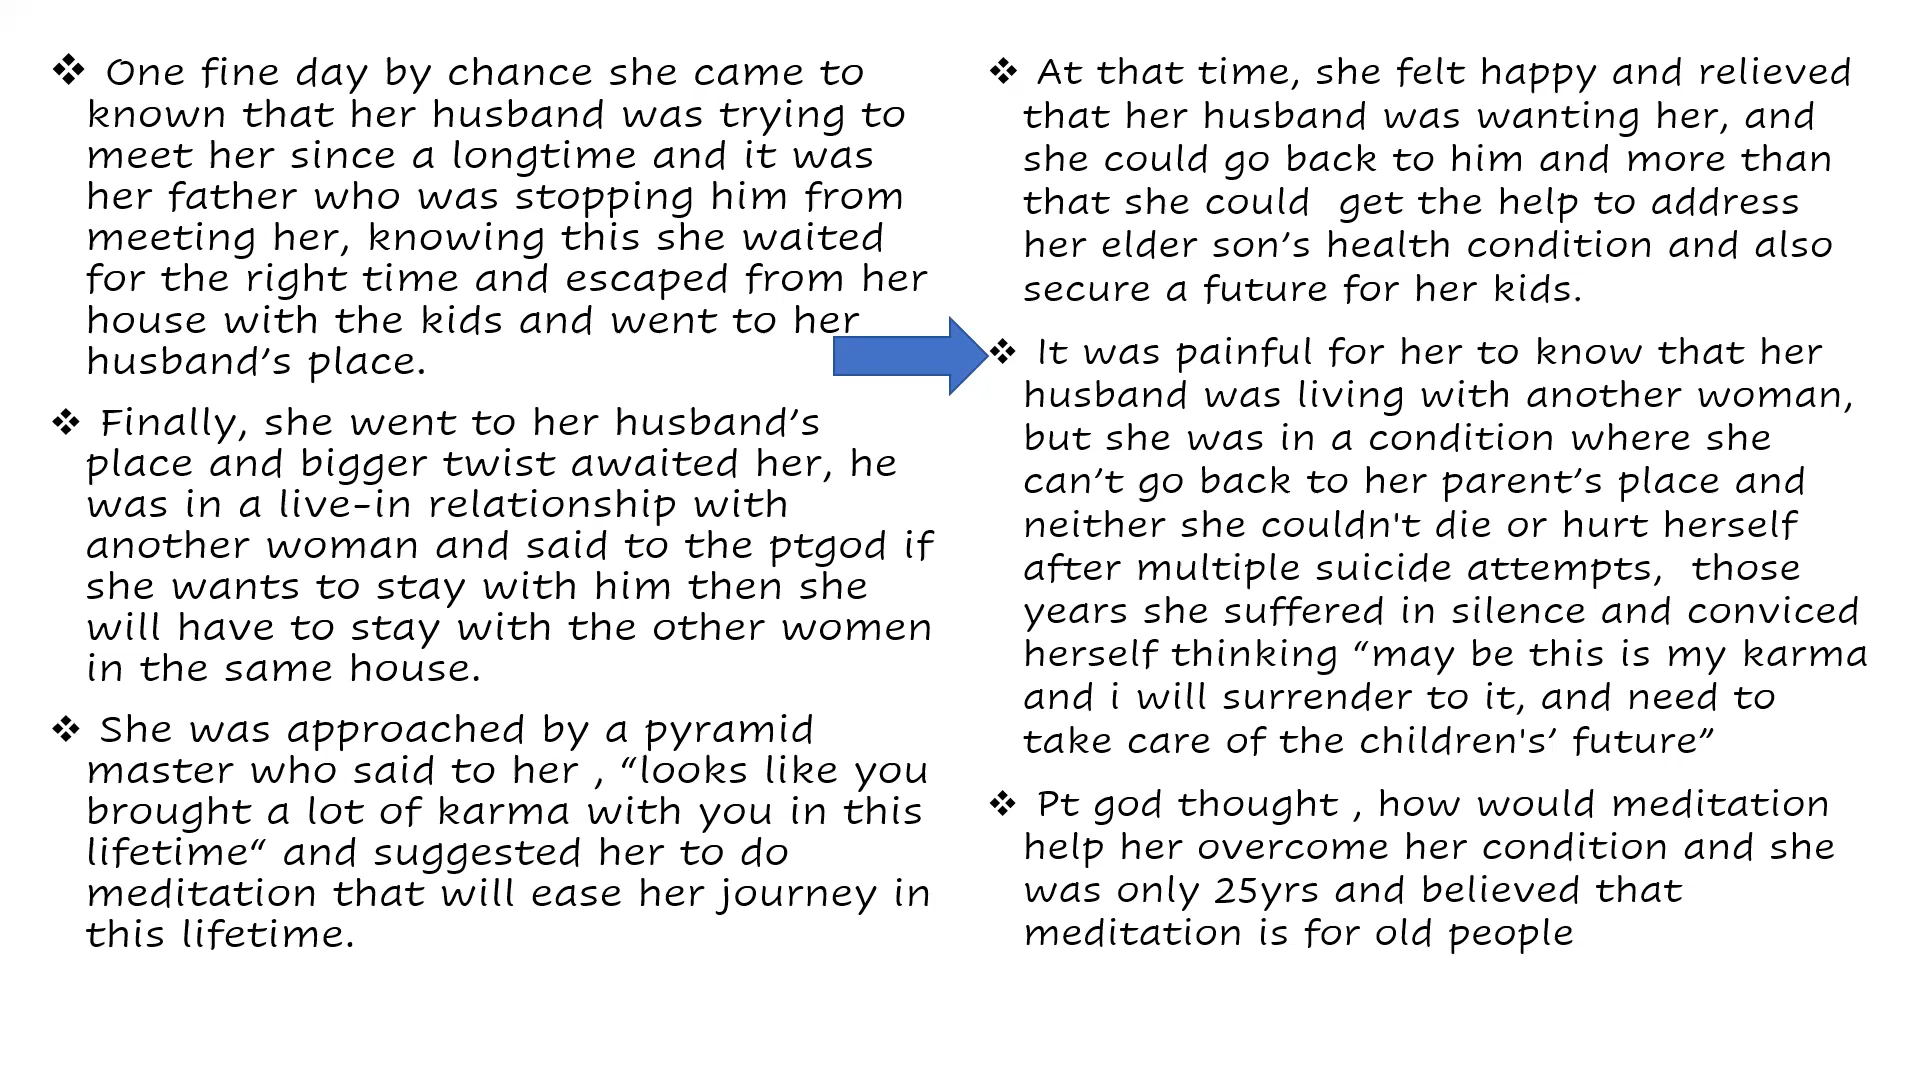 ❖ One fine day by chance she came to
known that her husband was trying to
meet her since a longtime and it was
her father who was stopping him from
meeting her, knowing this she waited
for the right time and escaped from her
house with the kids and went to her
husband’s place.
❖ Finally, she went to her husband’s
place and bigger twist awaited her, he
was in a live-in relationship with
another woman and said to the ptgod if
she wants to stay with him then she
will have to stay with the other women
in the same house.
❖ She was approached by a pyramid
master who said to her , “looks like you
brought a lot of karma with you in this
lifetime“ and suggested her to do
meditation that will ease her journey in
this lifetime.
❖ At that time, she felt happy and relieved
that her husband was wanting her, and
she could go back to him and more than
that she could  get the help to address
her elder son’s health condition and also
secure a future for her kids.
❖ It was painful for her to know that her
husband was living with another woman,
but she was in a condition where she
can’t go back to her parent’s place and
neither she couldn't die or hurt herself
after multiple suicide attempts,  those
years she suffered in silence and conviced
herself thinking “may be this is my karma
and i will surrender to it, and need to
take care of the children's’ future”
❖ Pt god thought , how would meditation
help her overcome her condition and she
was only 25yrs and believed that
meditation is for old people